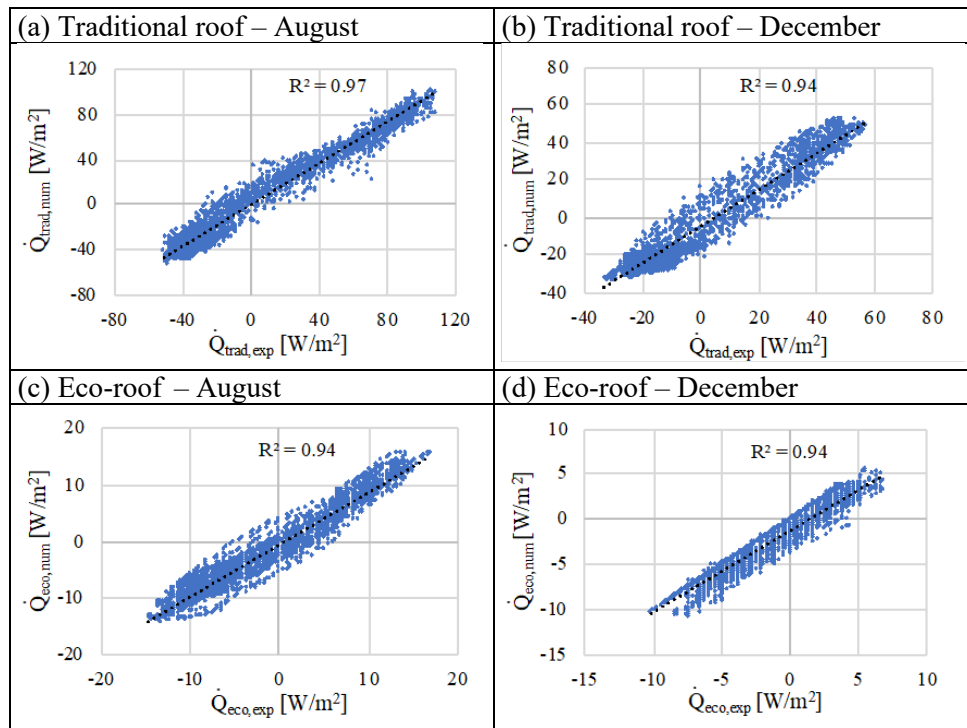 (a) Traditional roof – August
(b) Traditional roof – December
R² = 0.97
120
80
40
0
-40
-80
Q̇trad,num [W/m²]
-80 -40 0 40 80 120
Q̇trad,exp [W/m²]
R² = 0.94
80
60
40
20
0
-20
-40
Q̇trad,num [W/m²]
-40 -20 0 20 40 60 80
Q̇trad,exp [W/m²]
(c) Eco-roof – August
(d) Eco-roof – December
R² = 0.94
20
10
0
-10
-20
Q̇eco,num [W/m²]
-20 -10 0 10 20
Q̇eco,exp [W/m²]
R² = 0.94
10
5
0
-5
-10
-15
Q̇eco,num [W/m²]
-15 -10 -5 0 5 10
Q̇eco,exp [W/m²]